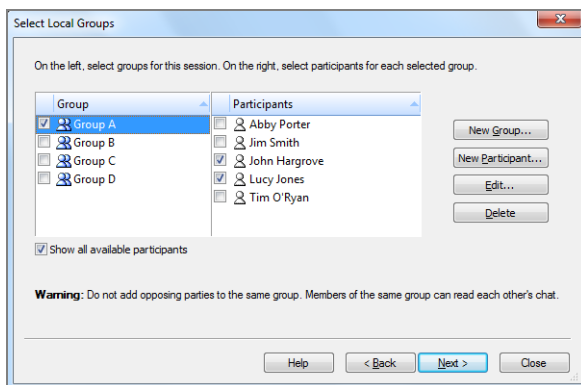 Select Local Groups
On the left, select groups for this session. On the right, select participants for each selected group.
Group
Participants
Group A
Group B
Group C
Group D
Abby Porter
Jim Smith
John Hargrove
Lucy Jones
Tim O'Ryan
New Group...
New Participant...
Edit...
Delete
Show all available participants
Warning: Do not add opposing parties to the same group. Members of the same group can read each other's chat.
Help
< Back
Next >
Close